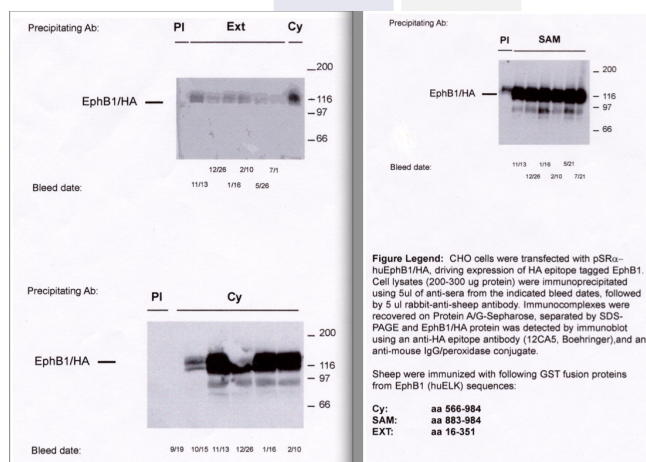 Precipitating Ab: PI Ext Cy
200
EphB1/HA 116
97
66
12/26 2/10 7/1
Bleed date: 11/13 1/16 5/26
Precipitating Ab: PI Cy
200
EphB1/HA 116
97
66
Bleed date: 9/19 10/15 11/13 12/26 1/16 2/10
Precipitating Ab:
PI SAM
200
EphB1/HA 116
97
66
Bleed date: 11/13 1/16 5/21
12/26 2/10 7/21
Figure Legend: CHO cells were transfected with pSRα–
huEphB1/HA, driving expression of HA epitope tagged EphB1.
Cell lysates (200-300 ug protein) were immunoprecipitated
using 5ul of anti-sera from the indicated bleed dates, followed
by 5 ul rabbit-anti-sheep antibody. Immunocomplexes were
recovered on Protein A/G-Sepharose, separated by SDS-
PAGE and EphB1/HA protein was detected by immunoblot
using an anti-HA epitope antibody (12CA5, Boehringer),and an
anti-mouse IgG/peroxidase conjugate.
Sheep were immunized with following GST fusion proteins
from EphB1 (huELK) sequences:
Cy: aa 566-984
SAM: aa 883-984
EXT: aa 16-351